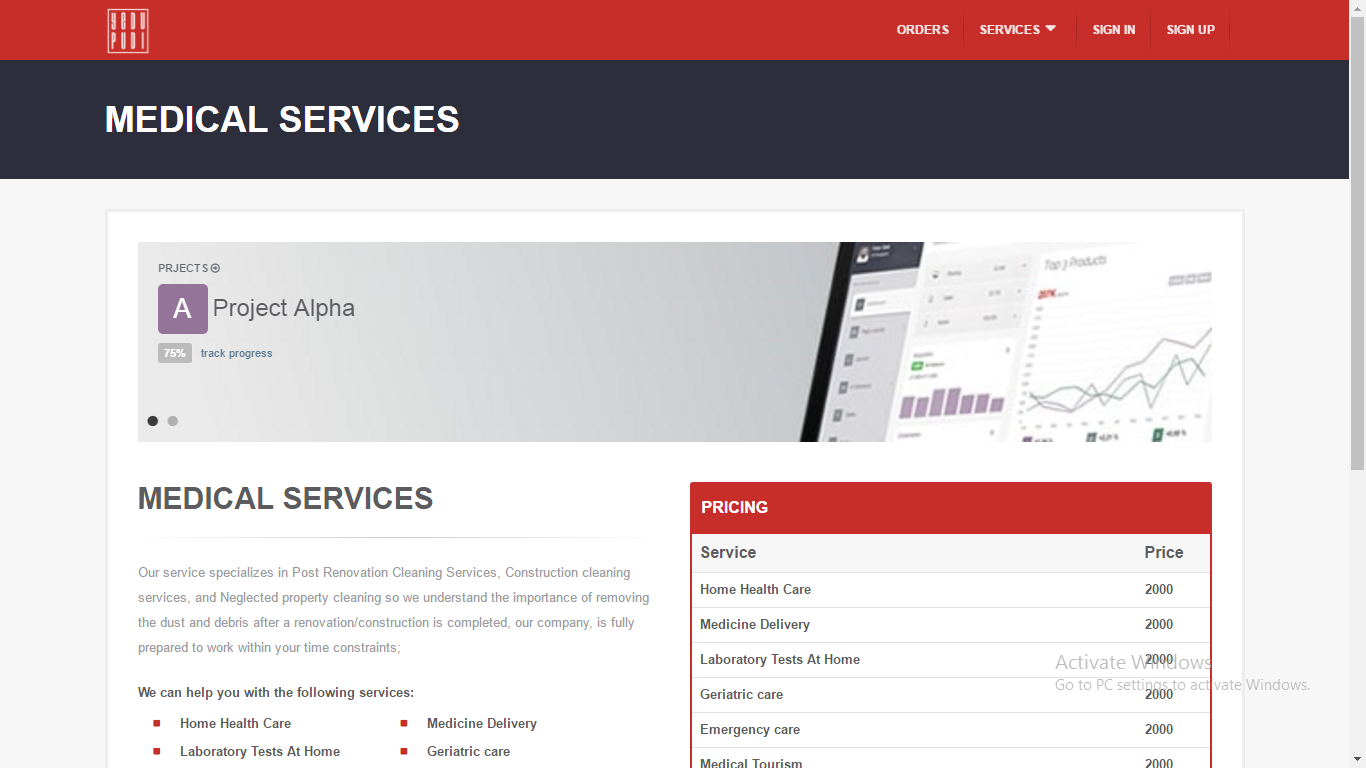 SEDU
PUDI
ORDERS
SERVICES
SIGN IN
SIGN UP
MEDICAL SERVICES
PRJECTS
A
Project Alpha
75% track progress
Top 3 Products
MEDICAL SERVICES
Our service specializes in Post Renovation Cleaning Services, Construction cleaning
services, and Neglected property cleaning so we understand the importance of removing
the dust and debris after a renovation/construction is completed, our company, is fully
prepared to work within your time constraints;
We can help you with the following services:
Home Health Care
Medicine Delivery
Laboratory Tests At Home
Geriatric care
PRICING
Service Price
Home Health Care 2000
Medicine Delivery 2000
Laboratory Tests At Home 2000
Geriatric care 2000
Emergency care 2000
Medical Tourism 2000
Activate Windows
Go to PC settings to activate Windows.